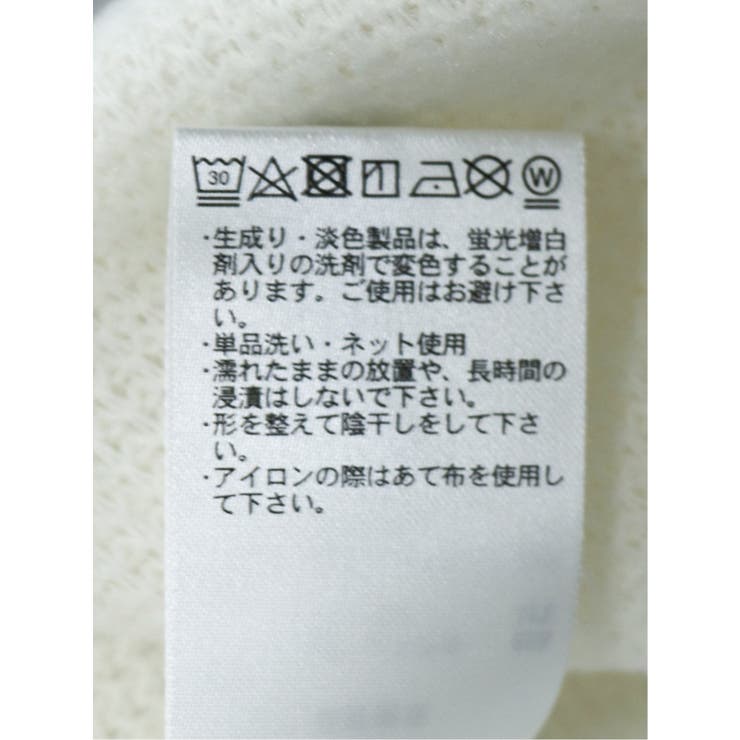 30 W
・生成り・淡色製品は、蛍光増白
剤入りの洗剤で変色することが
あります。ご使用はお避け下さ
い。
・単品洗い・ネット使用
・濡れたままの放置や、長時間の
浸漬はしないで下さい。
・形を整えて陰干しをして下さ
い。
・アイロンの際はあて布を使用し
て下さい。